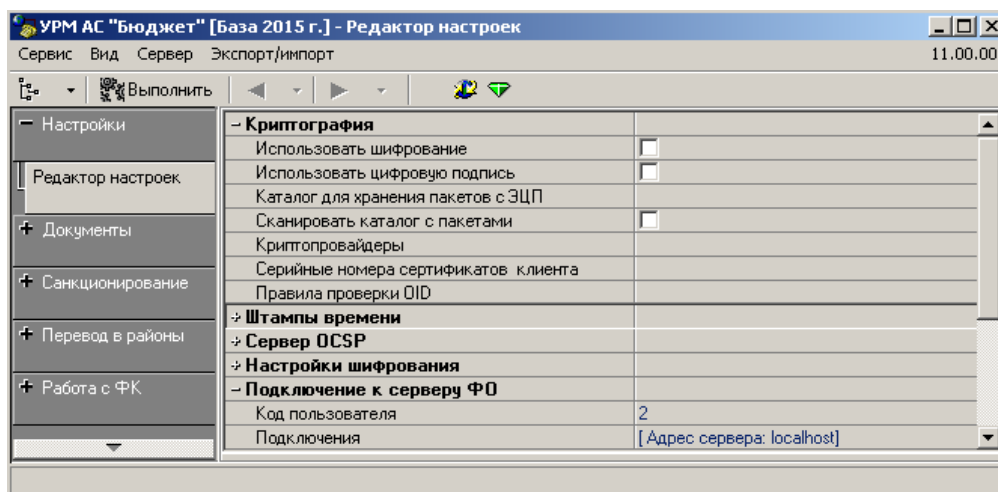 УРМ АС "Бюджет" [База 2015 г.] - Редактор настроек
Сервис Вид Сервер Экспорт/импорт 11.00.00
Выполнить
Настройки
Редактор настроек
Документы
Санкционирование
Перевод в районы
Работа с ФК
Криптография
Использовать шифрование
Использовать цифровую подпись
Каталог для хранения пакетов с ЭЦП
Сканировать каталог с пакетами
Криптопровайдеры
Серийные номера сертификатов клиента
Правила проверки OID
Штампы времени
Сервер OCSP
Настройки шифрования
Подключение к серверу ФО
Код пользователя 2
Подключения [ Адрес сервера: localhost]